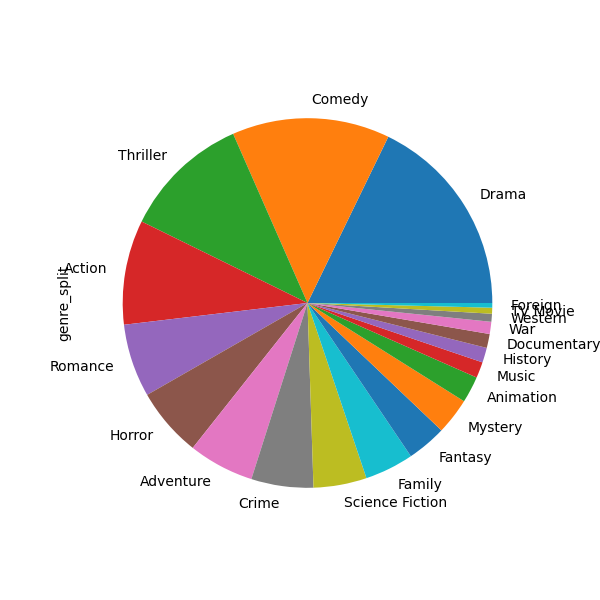 Comedy
Thriller
Drama
Action
genre_split
Foreign
TV Movie
Western
War
Documentary
History
Romance
Music
Animation
Mystery
Horror
Fantasy
Adventure
Family
Crime
Science Fiction